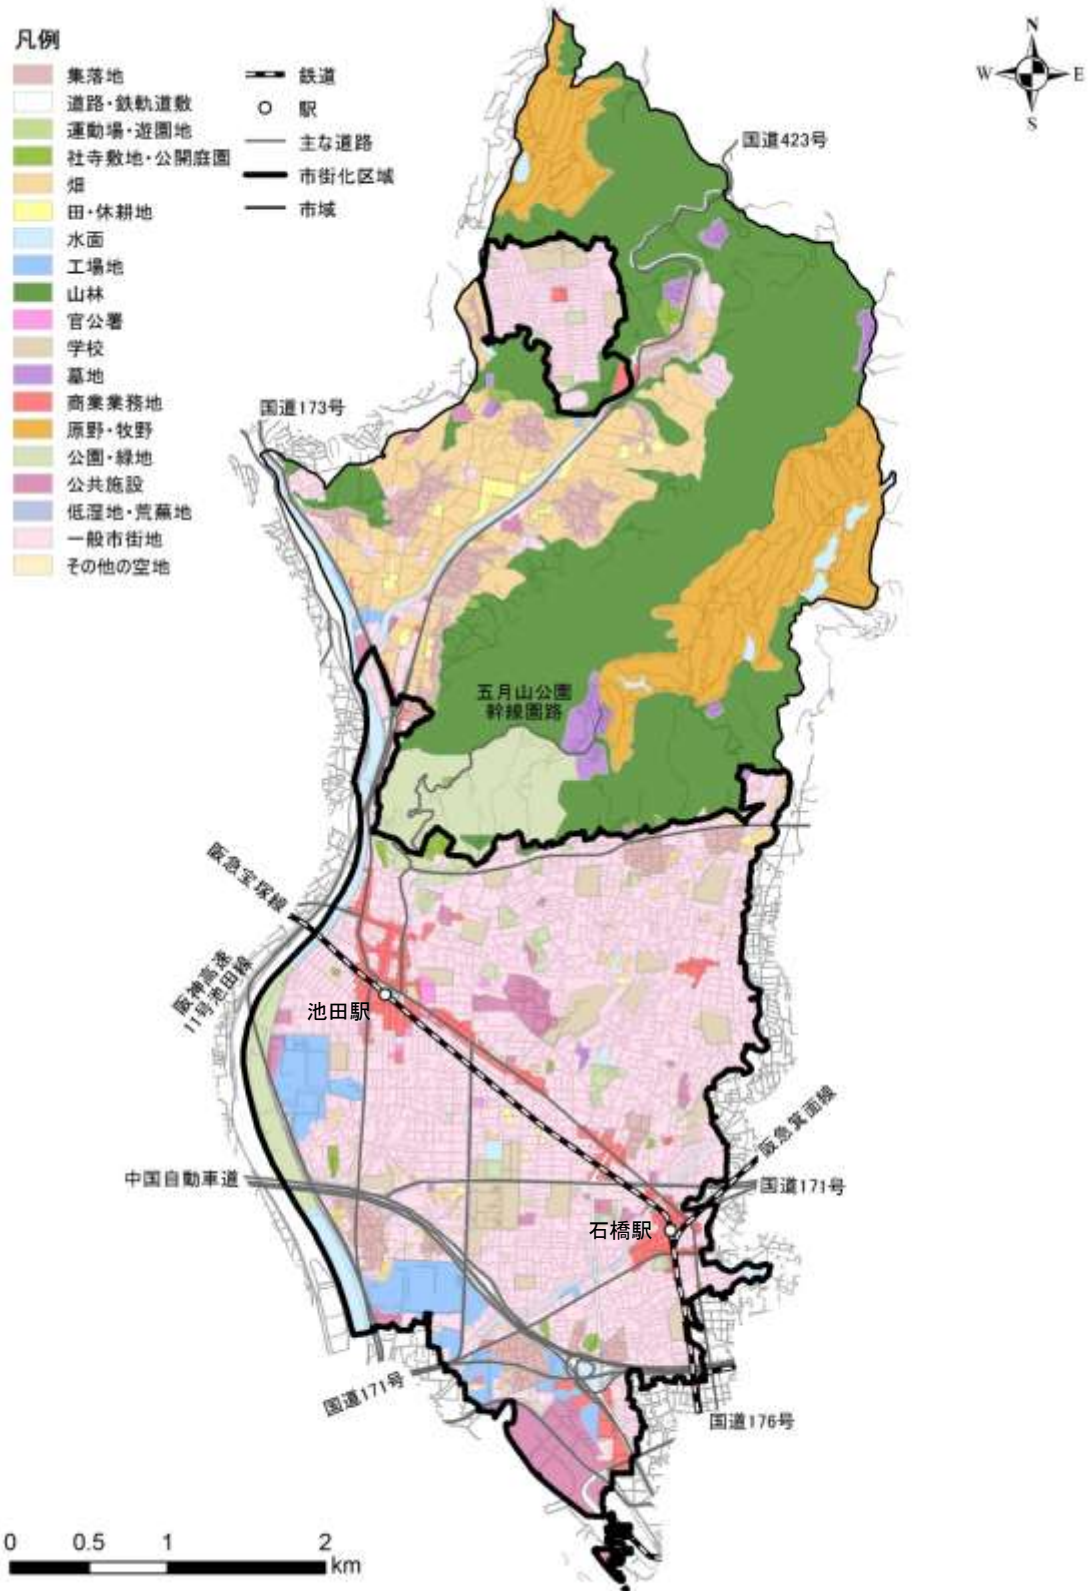 凡例
集落地
道路・鉄軌道敷
運動場・遊園地
社寺敷地・公開庭園
畑
田・休耕地
水面
工場地
山林
官公署
学校
墓地
商業業務地
原野・牧野
公園・緑地
公共施設
低湿地・荒蕪地
一般市街地
その他の空地
鉄道
駅
主な道路
市街化区域
市域
N
W
E
S
国道423号
国道173号
五月山公園
幹線園路
阪急宝塚線
阪神高速
11号池田線
池田駅
阪急箕面線
中国自動車道
国道171号
石橋駅
国道171号
国道176号
0 0.5 1 2
km